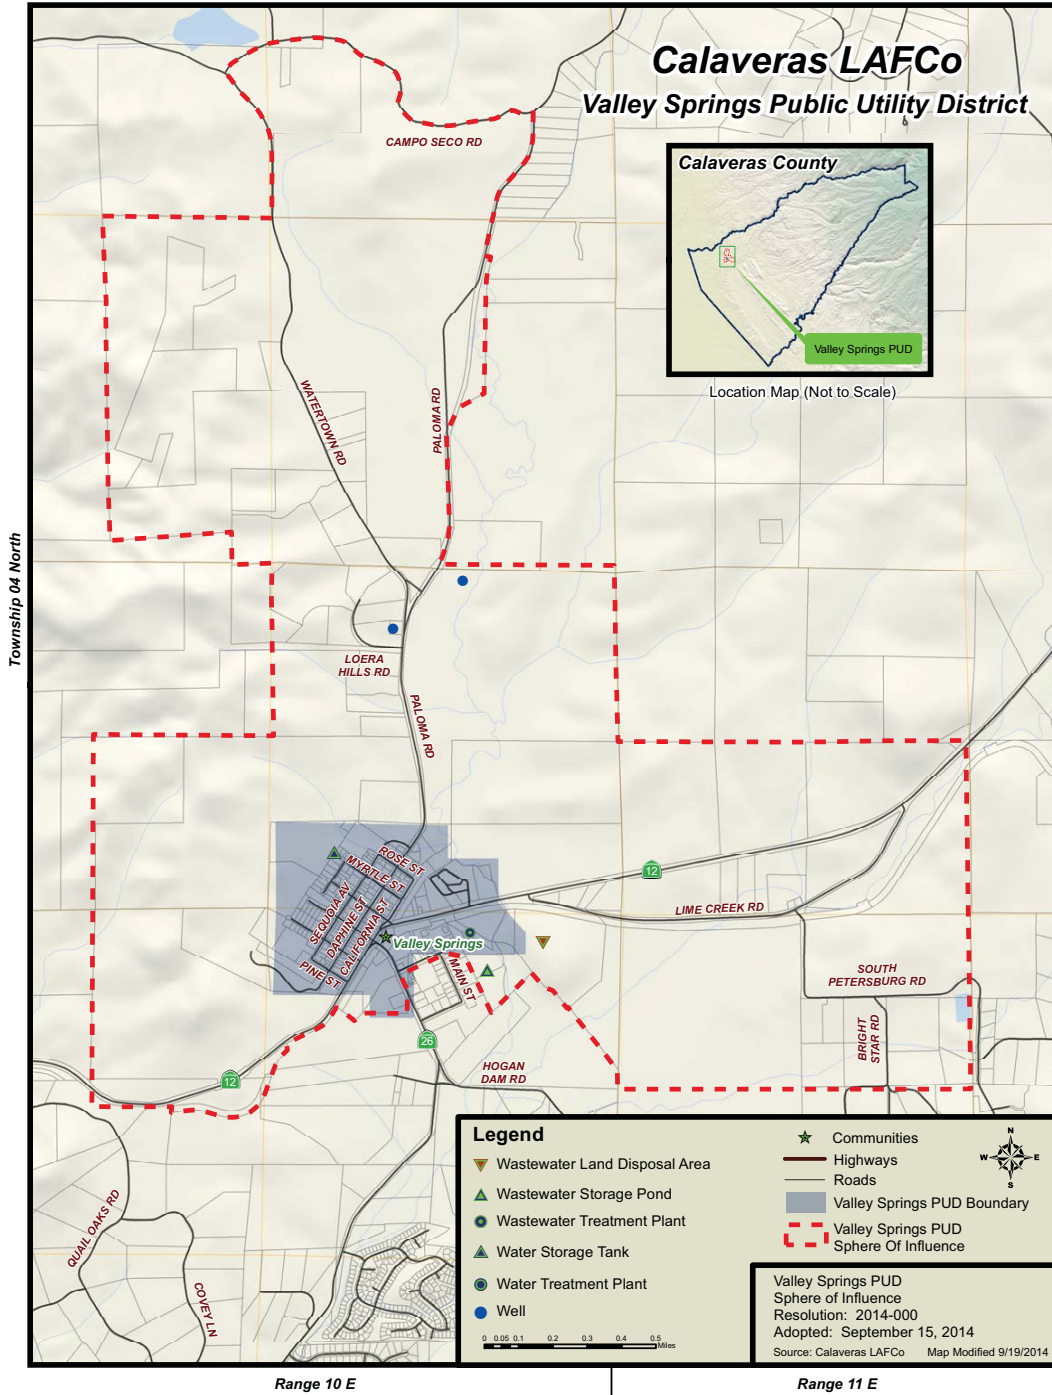 Calaveras LAFCo
Valley Springs Public Utility District
CAMPO SECO RD
Calaveras County
Valley Springs PUD
Location Map (Not to Scale)
WATERTOWN RD
PALOMA RD
Township 04 North
LOERA
HILLS RD
PALOMA RD
ROSE ST
MYRTLE ST
SEQUOIA AV
DAPHINE ST
CALIFORNIA ST
PINE ST
Valley Springs
MAIN ST
12
LIME CREEK RD
SOUTH
PETERSBURG RD
BRIGHT
STAR RD
26
12
HOGAN
DAM RD
QUAIL OAKS RD
COVEY LN
Legend
Wastewater Land Disposal Area
Wastewater Storage Pond
Wastewater Treatment Plant
Water Storage Tank
Water Treatment Plant
Well
0 0.05 0.1 0.2 0.3 0.4 0.5
Miles
Communities
Highways
Roads
Valley Springs PUD Boundary
Valley Springs PUD
Sphere Of Influence
N
W E
S
Valley Springs PUD
Sphere of Influence
Resolution: 2014-000
Adopted: September 15, 2014
Source: Calaveras LAFCo Map Modified 9/19/2014
Range 10 E
Range 11 E